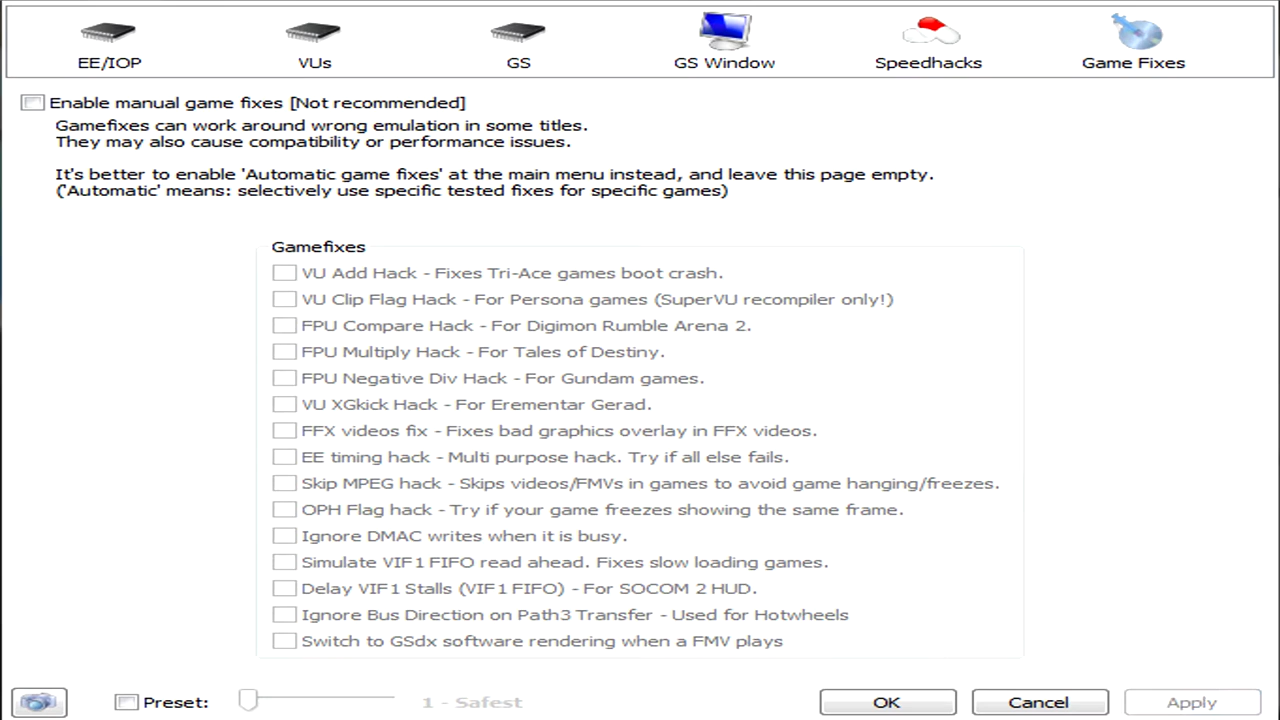 EE/IOP
VUs
GS
GS Window
Speedhacks
Game Fixes
Enable manual game fixes [Not recommended]
Gamefixes can work around wrong emulation in some titles.
They may also cause compatibility or performance issues.
It's better to enable 'Automatic game fixes' at the main menu instead, and leave this page empty.
('Automatic' means: selectively use specific tested fixes for specific games)
Gamefixes
VU Add Hack - Fixes Tri-Ace games boot crash.
VU Clip Flag Hack - For Persona games (SuperVU recompiler only!)
FPU Compare Hack - For Digimon Rumble Arena 2.
FPU Multiply Hack - For Tales of Destiny.
FPU Negative Div Hack - For Gundam games.
VU XGkick Hack - For Erementar Gerad.
FFX videos fix - Fixes bad graphics overlay in FFX videos.
EE timing hack - Multi purpose hack. Try if all else fails.
Skip MPEG hack - Skips videos/FMVs in games to avoid game hanging/freezes.
OPH Flag hack - Try if your game freezes showing the same frame.
Ignore DMAC writes when it is busy.
Simulate VIF1 FIFO read ahead. Fixes slow loading games.
Delay VIF1 Stalls (VIF1 FIFO) - For SOCOM 2 HUD.
Ignore Bus Direction on Path3 Transfer - Used for Hotwheels
Switch to GSdx software rendering when a FMV plays
Preset:
1 - Safest
OK
Cancel
Apply